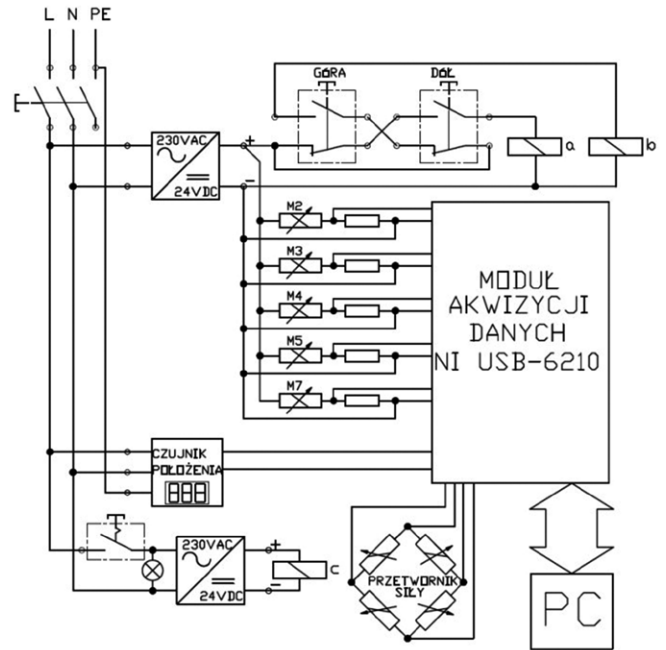 L N PE
GÓRA
DÓŁ
230VAC
24VDC
+
-
a
b
M2
M3
M4
M5
M7
MODUŁ
AKWIZYCJI
DANYCH
NI USB-6210
CZUJNIK
POŁOŻENIA
888
230VAC
24VDC
+
-
c
PRZETWORNIK
SIŁY
PC